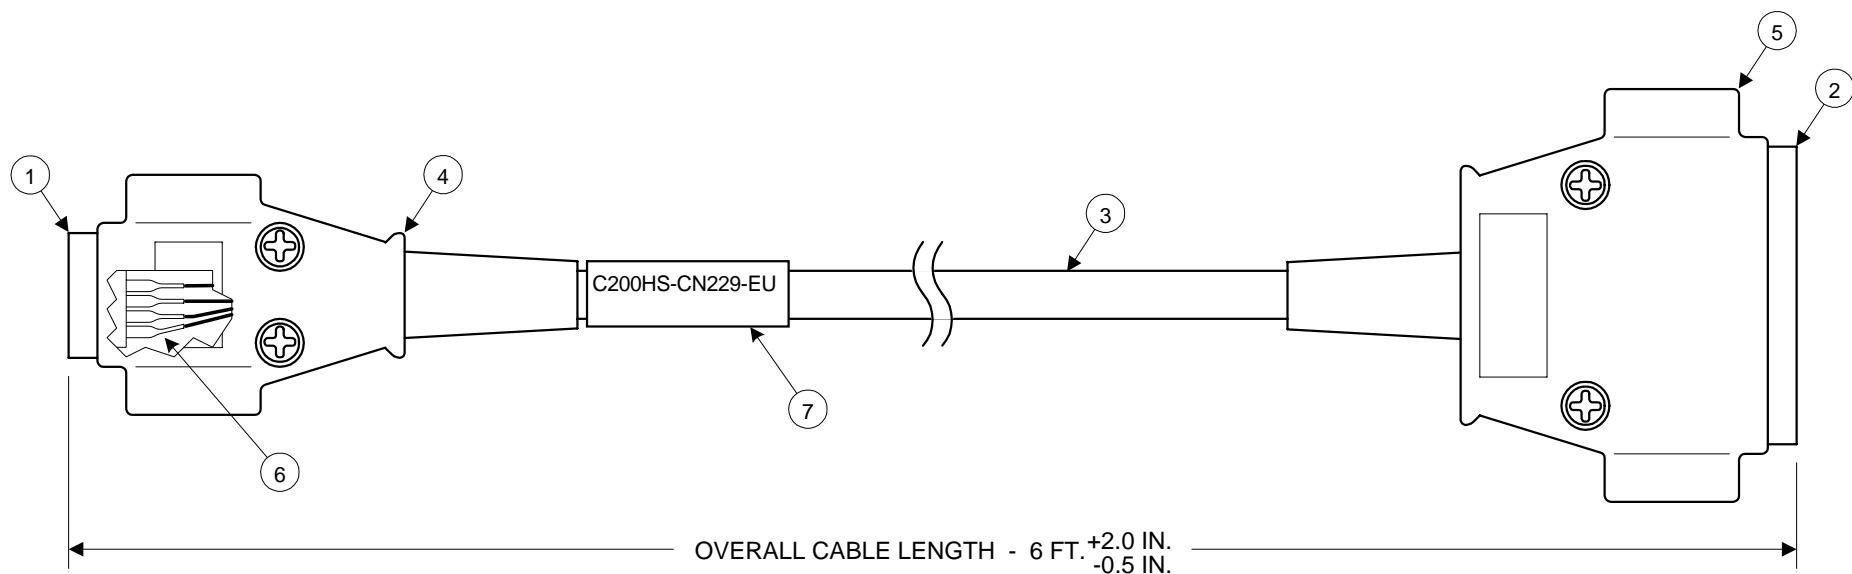 5
2
1
4
3
C200HS-CN229-EU
7
6
OVERALL CABLE LENGTH - 6 FT. +2.0 IN.
-0.5 IN.